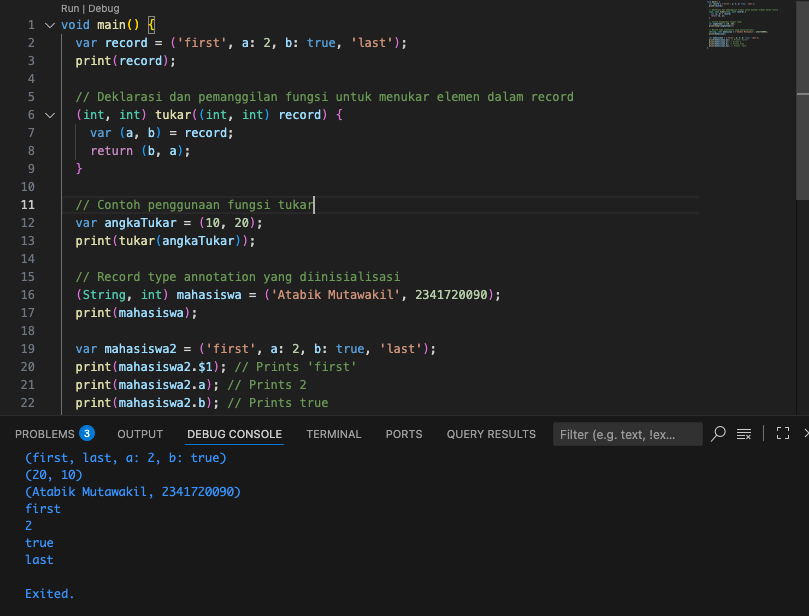 Run | Debug
1 void main() {
2 var record = ('first', a: 2, b: true, 'last');
3 print(record);
4
5 // Deklarasi dan pemanggilan fungsi untuk menukar elemen dalam record
6 (int, int) tukar((int, int) record) {
7 var (a, b) = record;
8 return (b, a);
9 }
10
11 // Contoh penggunaan fungsi tukar
12 var angkaTukar = (10, 20);
13 print(tukar(angkaTukar));
14
15 // Record type annotation yang diinisialisasi
16 (String, int) mahasiswa = ('Atabik Mutawakil', 2341720090);
17 print(mahasiswa);
18
19 var mahasiswa2 = ('first', a: 2, b: true, 'last');
20 print(mahasiswa2.$1); // Prints 'first'
21 print(mahasiswa2.a); // Prints 2
22 print(mahasiswa2.b); // Prints true
PROBLEMS 3 OUTPUT DEBUG CONSOLE TERMINAL PORTS QUERY RESULTS Filter (e.g. text, !ex...
(first, last, a: 2, b: true)
(20, 10)
(Atabik Mutawakil, 2341720090)
first
2
true
last
Exited.